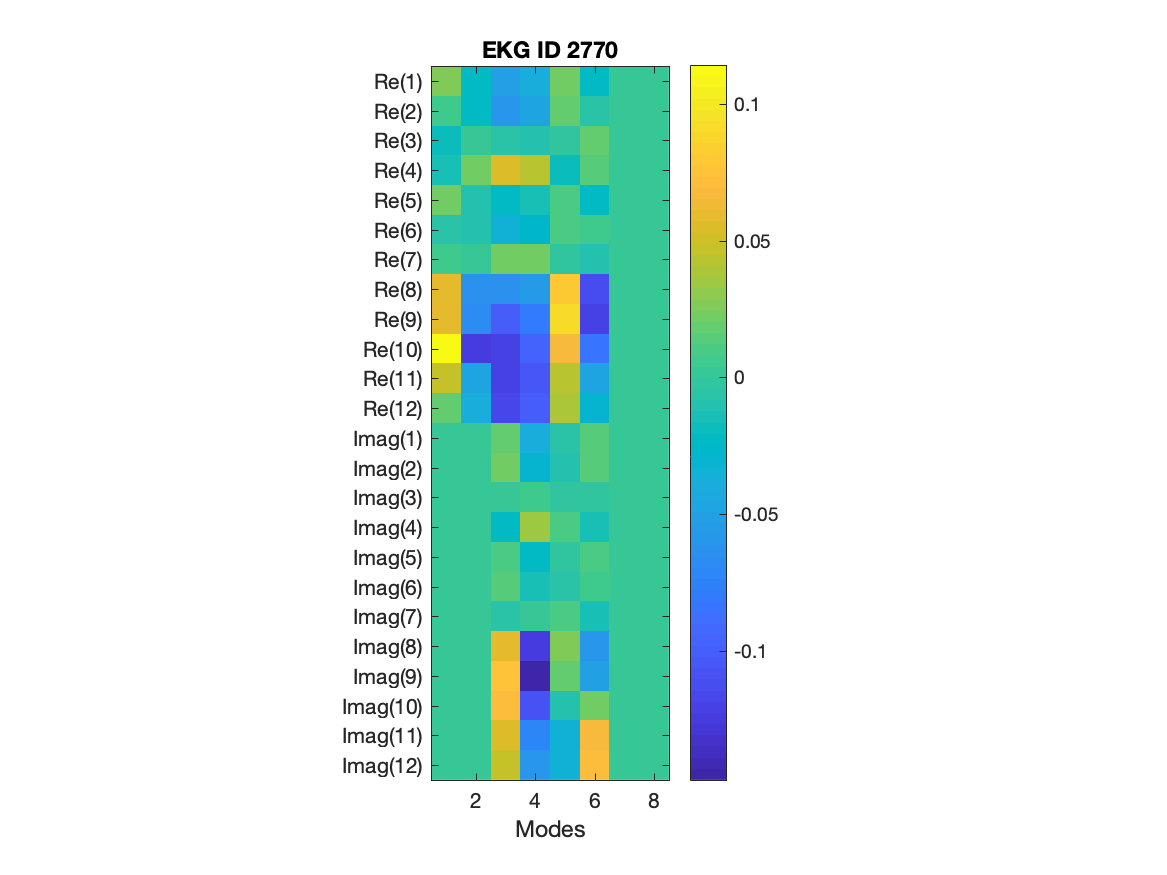 EKG ID 2770
Re(1)
Re(2)
Re(3)
Re(4)
Re(5)
Re(6)
Re(7)
Re(8)
Re(9)
Re(10)
Re(11)
Re(12)
Imag(1)
Imag(2)
Imag(3)
Imag(4)
Imag(5)
Imag(6)
Imag(7)
Imag(8)
Imag(9)
Imag(10)
Imag(11)
Imag(12)
2 4 6 8
Modes
0.1
0.05
0
-0.05
-0.1